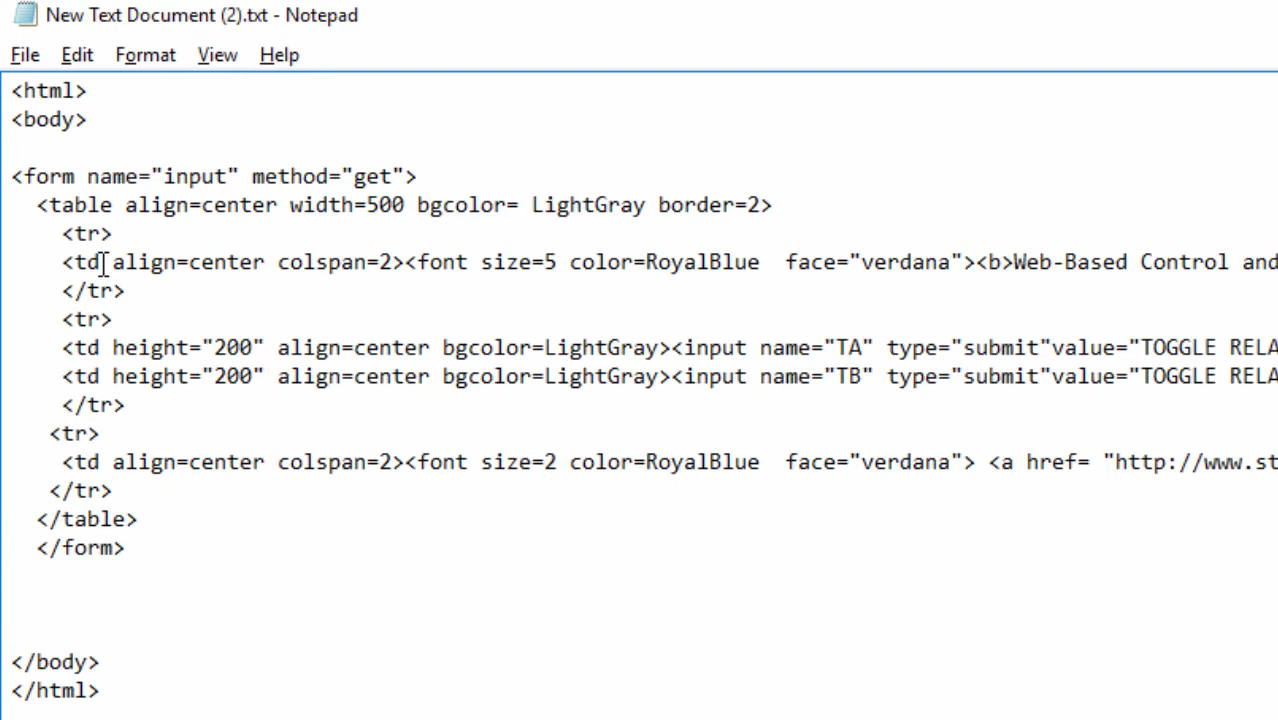 New Text Document (2).txt - Notepad
File Edit Format View Help
<html>
<body>
<form name="input" method="get">
<table align=center width=500 bgcolor= LightGray border=2>
<tr>
<td align=center colspan=2><font size=5 color=RoyalBlue  face="verdana"><b>Web-Based Control and
</tr>
<tr>
<td height="200" align=center bgcolor=LightGray><input name="TA" type="submit"value="TOGGLE RELA
<td height="200" align=center bgcolor=LightGray><input name="TB" type="submit"value="TOGGLE RELA
</tr>
<tr>
<td align=center colspan=2><font size=2 color=RoyalBlue  face="verdana"> <a href= "http://www.st
</tr>
</table>
</form>
</body>
</html>